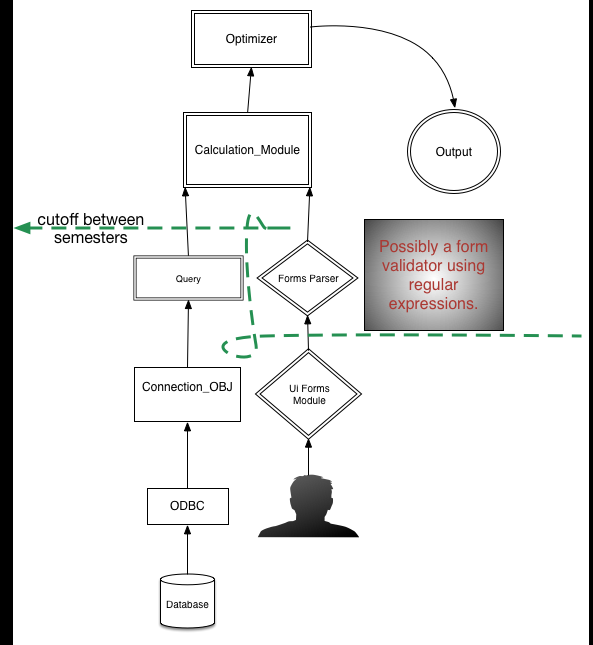 Optimizer
Calculation_Module
Output
cutoff between
semesters
Possibly a form
validator using
regular
expressions.
Query
Forms Parser
Connection_OBJ
Ui Forms
Module
ODBC
Database